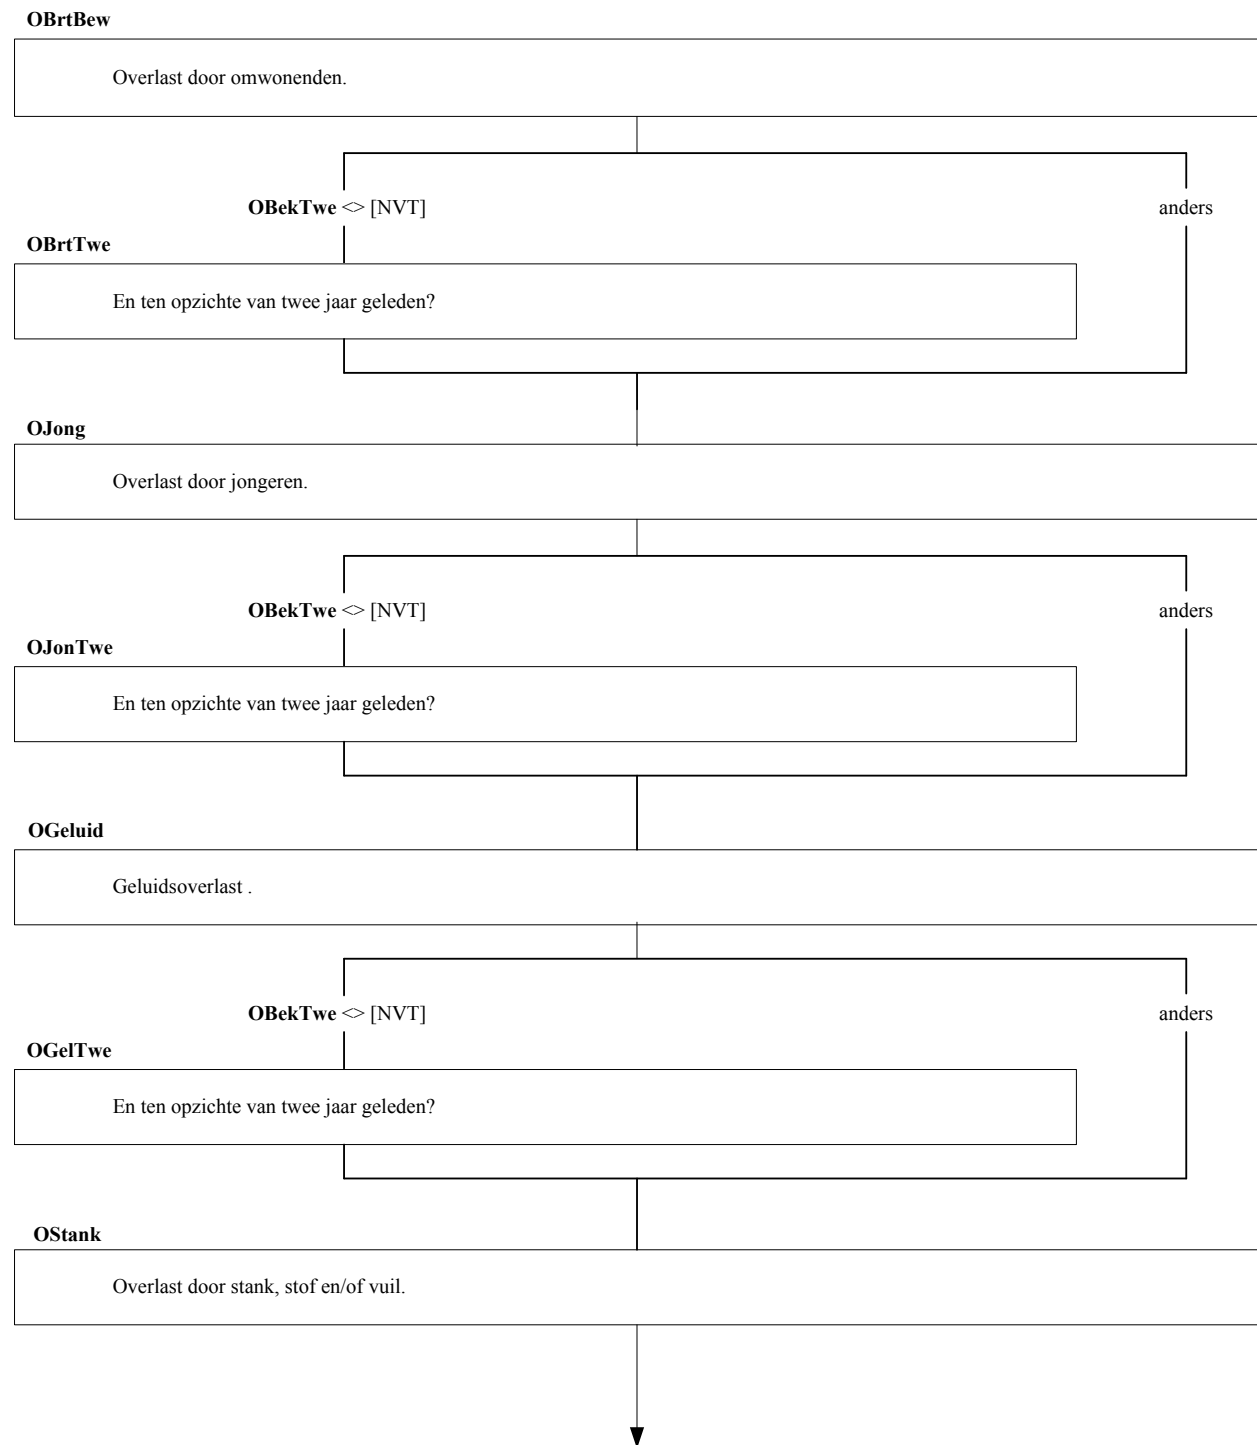 OBrtBew
Overlast door omwonenden.
OBekTwe <> [NVT] anders
OBrtTwe
En ten opzichte van twee jaar geleden?
OJong
Overlast door jongeren.
OBekTwe <> [NVT] anders
OJonTwe
En ten opzichte van twee jaar geleden?
OGeluid
Geluidsoverlast .
OBekTwe <> [NVT] anders
OGelTwe
En ten opzichte van twee jaar geleden?
OStank
Overlast door stank, stof en/of vuil.